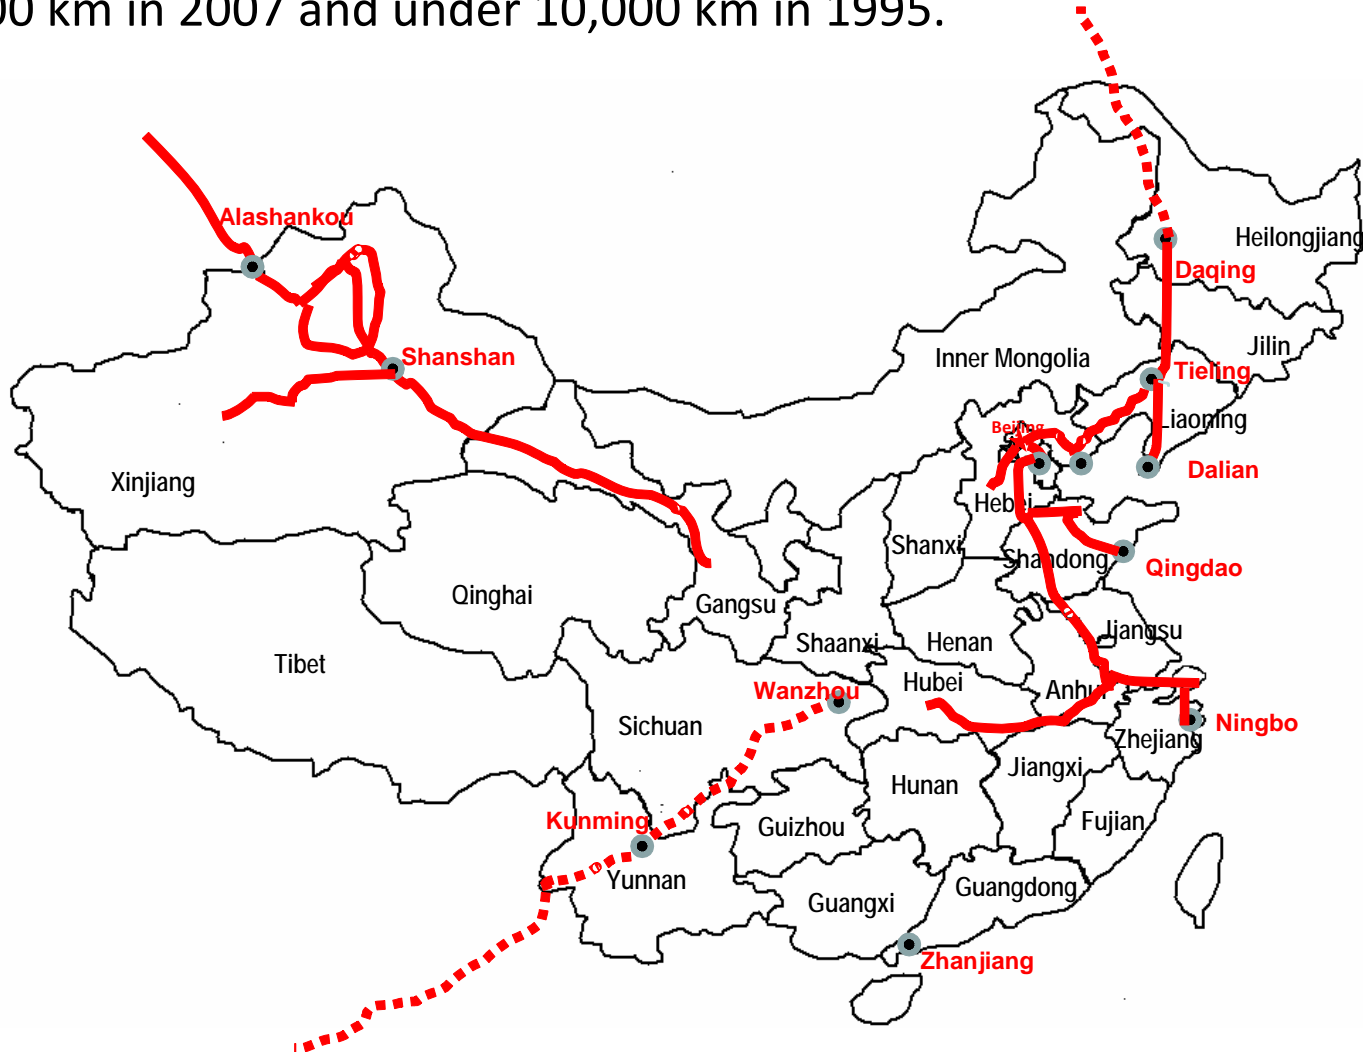 00 km in 2007 and under 10,000 km in 1995.
Alashankou
Heilongjiang
Daqing
Shanshan
Inner Mongolia
Jilin
Tieling
Liaoning
Beijing
Xinjiang
Dalian
Hebei
Shanxi
Shandong
Qingdao
Qinghai
Gangsu
Shaanxi
Henan
Jiangsu
Tibet
Wanzhou
Hubei
Anhui
Sichuan
Ningbo
Zhejiang
Jiangxi
Hunan
Kunming
Guizhou
Fujian
Yunnan
Guangxi
Guangdong
Zhanjiang